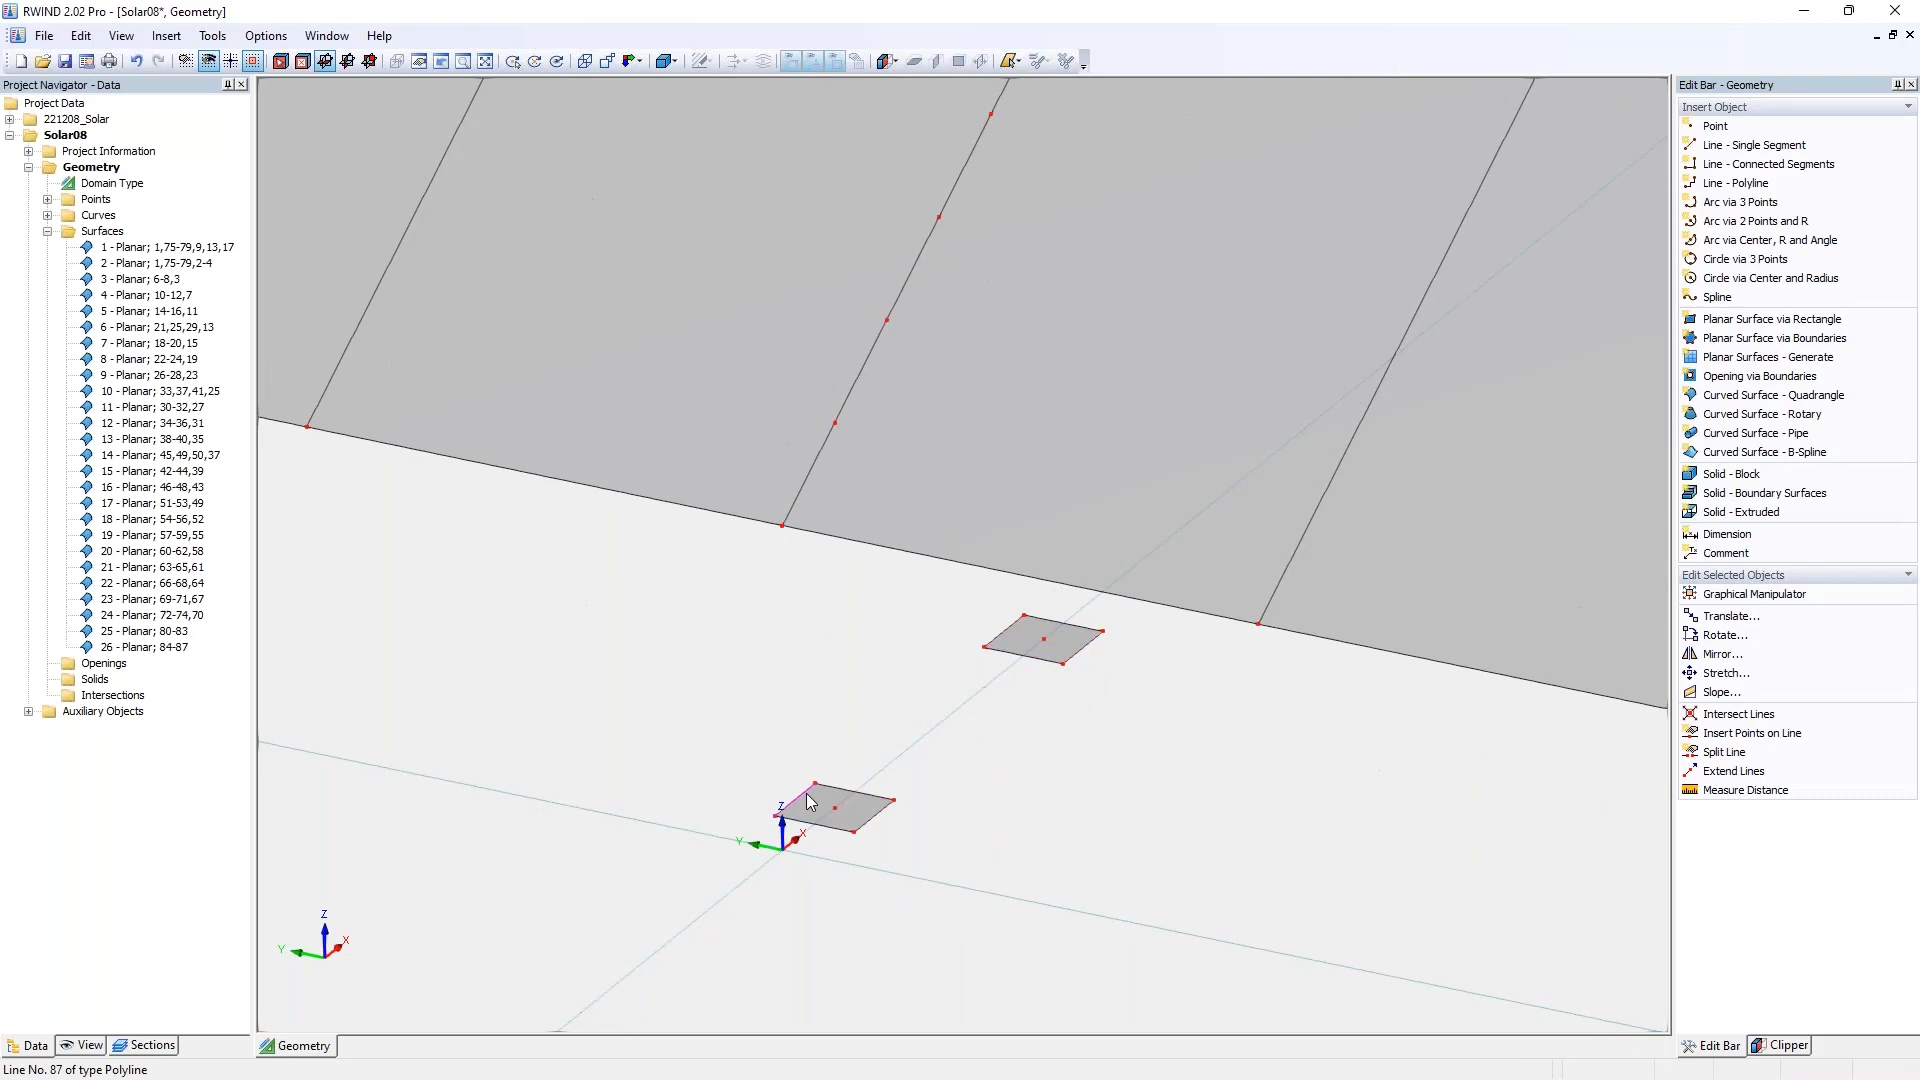 RWIND 2.02 Pro - [Solar08*, Geometry]
File Edit View Insert Tools Options Window Help
Project Navigator - Data
Project Data
221208_Solar
Solar08
Project Information
Geometry
Domain Type
Points
Curves
Surfaces
1 - Planar; 1,75-79,9,13,17
2 - Planar; 1,75-79,2-4
3 - Planar; 6-8,3
4 - Planar; 10-12,7
5 - Planar; 14-16,11
6 - Planar; 21,25,29,13
7 - Planar; 18-20,15
8 - Planar; 22-24,19
9 - Planar; 26-28,23
10 - Planar; 33,37,41,25
11 - Planar; 30-32,27
12 - Planar; 34-36,31
13 - Planar; 38-40,35
14 - Planar; 45,49,50,37
15 - Planar; 42-44,39
16 - Planar; 46-48,43
17 - Planar; 51-53,49
18 - Planar; 54-56,52
19 - Planar; 57-59,55
20 - Planar; 60-62,58
21 - Planar; 63-65,61
22 - Planar; 66-68,64
23 - Planar; 69-71,67
24 - Planar; 72-74,70
25 - Planar; 80-83
26 - Planar; 84-87
Openings
Solids
Intersections
Auxiliary Objects
Data View Sections
Z
Y
X
Z
Y
X
Geometry
Edit Bar - Geometry
Insert Object
Point
Line - Single Segment
Line - Connected Segments
Line - Polyline
Arc via 3 Points
Arc via 2 Points and R
Arc via Center, R and Angle
Circle via 3 Points
Circle via Center and Radius
Spline
Planar Surface via Rectangle
Planar Surface via Boundaries
Planar Surfaces - Generate
Opening via Boundaries
Curved Surface - Quadrangle
Curved Surface - Rotary
Curved Surface - Pipe
Curved Surface - B-Spline
Solid - Block
Solid - Boundary Surfaces
Solid - Extruded
Dimension
Comment
Edit Selected Objects
Graphical Manipulator
Translate...
Rotate...
Mirror...
Stretch...
Slope...
Intersect Lines
Insert Points on Line
Split Line
Extend Lines
Measure Distance
Edit Bar Clipper
Line No. 87 of type Polyline